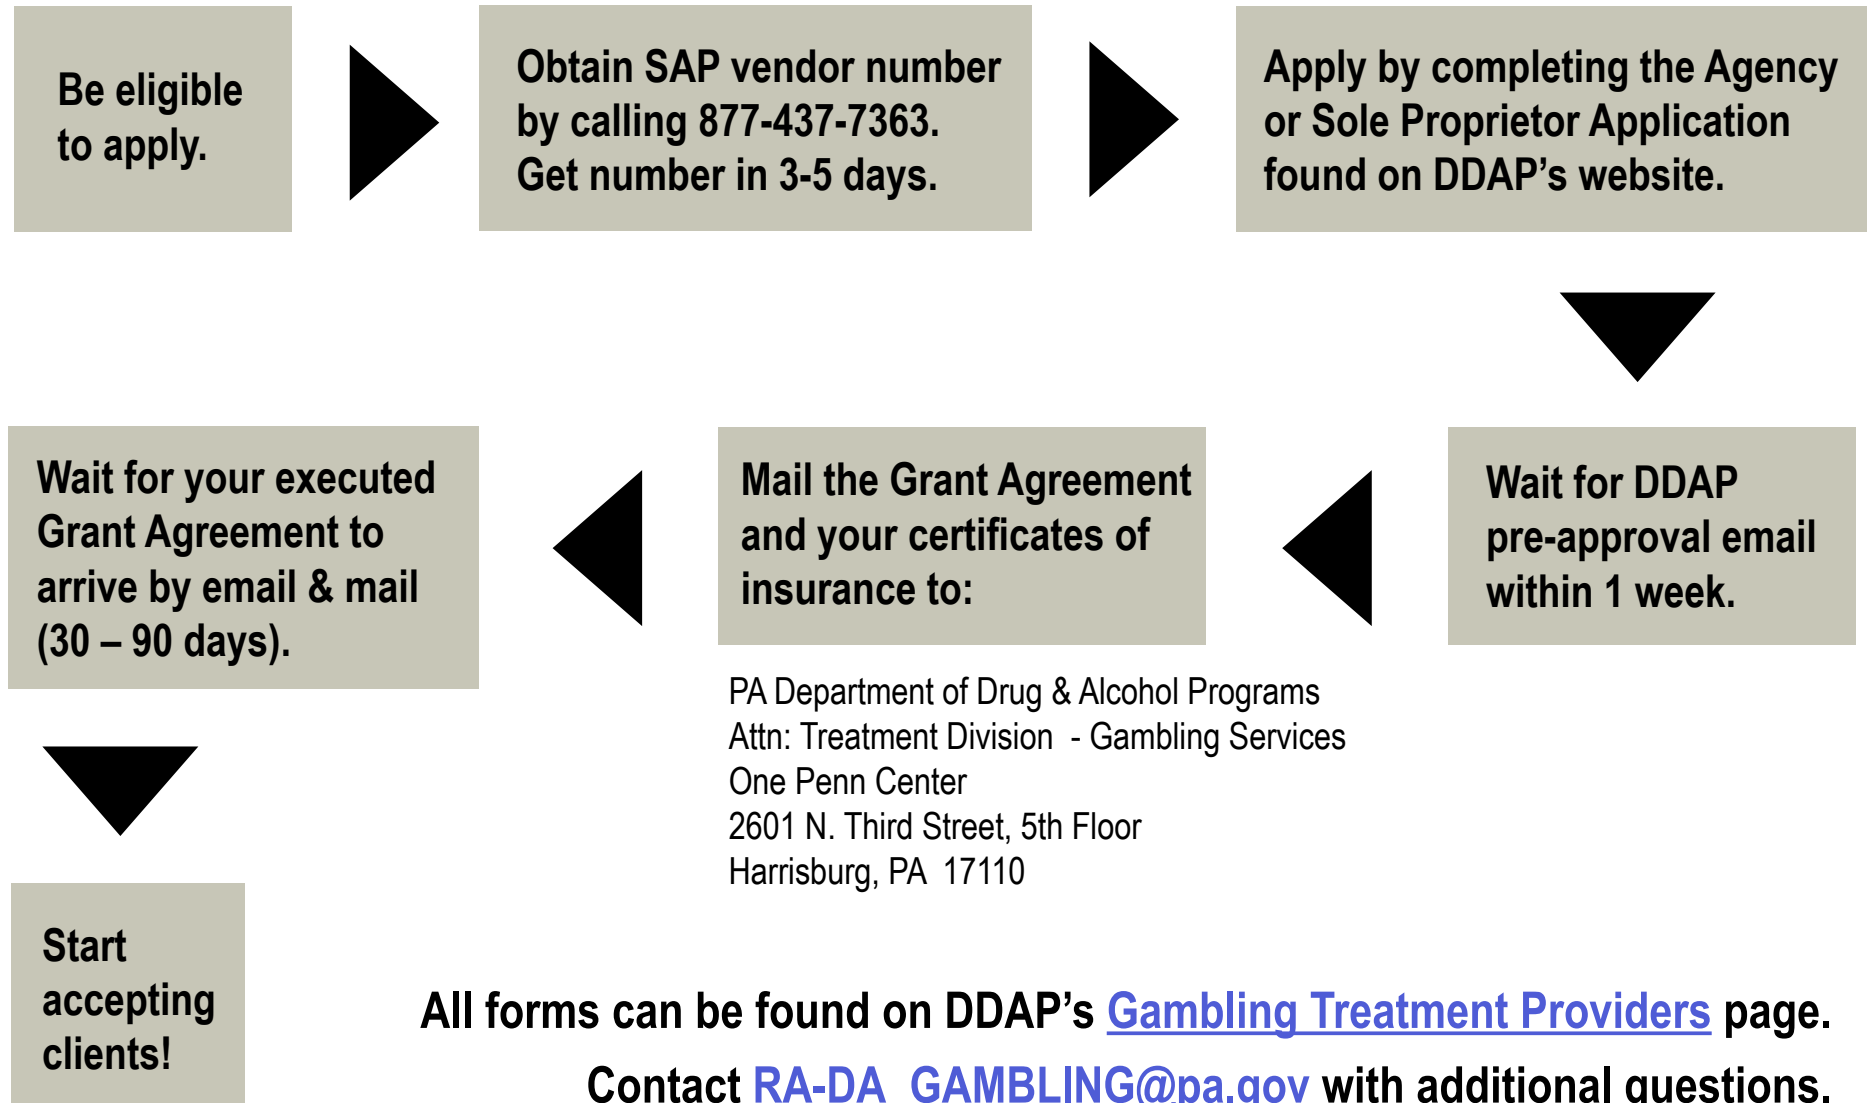 Be eligible
to apply.
Obtain SAP vendor number
by calling 877-437-7363.
Get number in 3-5 days.
Apply by completing the Agency
or Sole Proprietor Application
found on DDAP's website.
Wait for DDAP
pre-approval email
within 1 week.
Mail the Grant Agreement
and your certificates of
insurance to:
PA Department of Drug & Alcohol Programs
Attn: Treatment Division  - Gambling Services
One Penn Center
2601 N. Third Street, 5th Floor
Harrisburg, PA  17110
Wait for your executed
Grant Agreement to
arrive by email & mail
(30 – 90 days).
Start
accepting
clients!
All forms can be found on DDAP's Gambling Treatment Providers page.
Contact RA-DA_GAMBLING@pa.gov with additional questions.